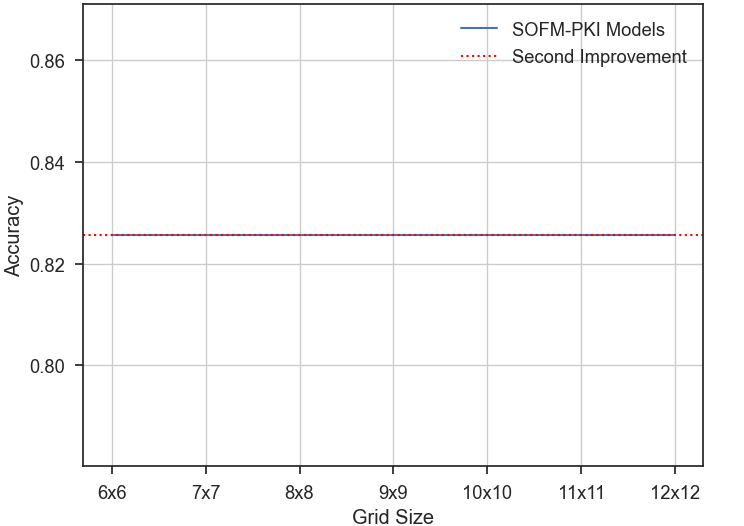 SOFM-PKI Models
Second Improvement
0.86
0.84
0.82
0.80
Accuracy
6x6 7x7 8x8 9x9 10x10 11x11 12x12
Grid Size